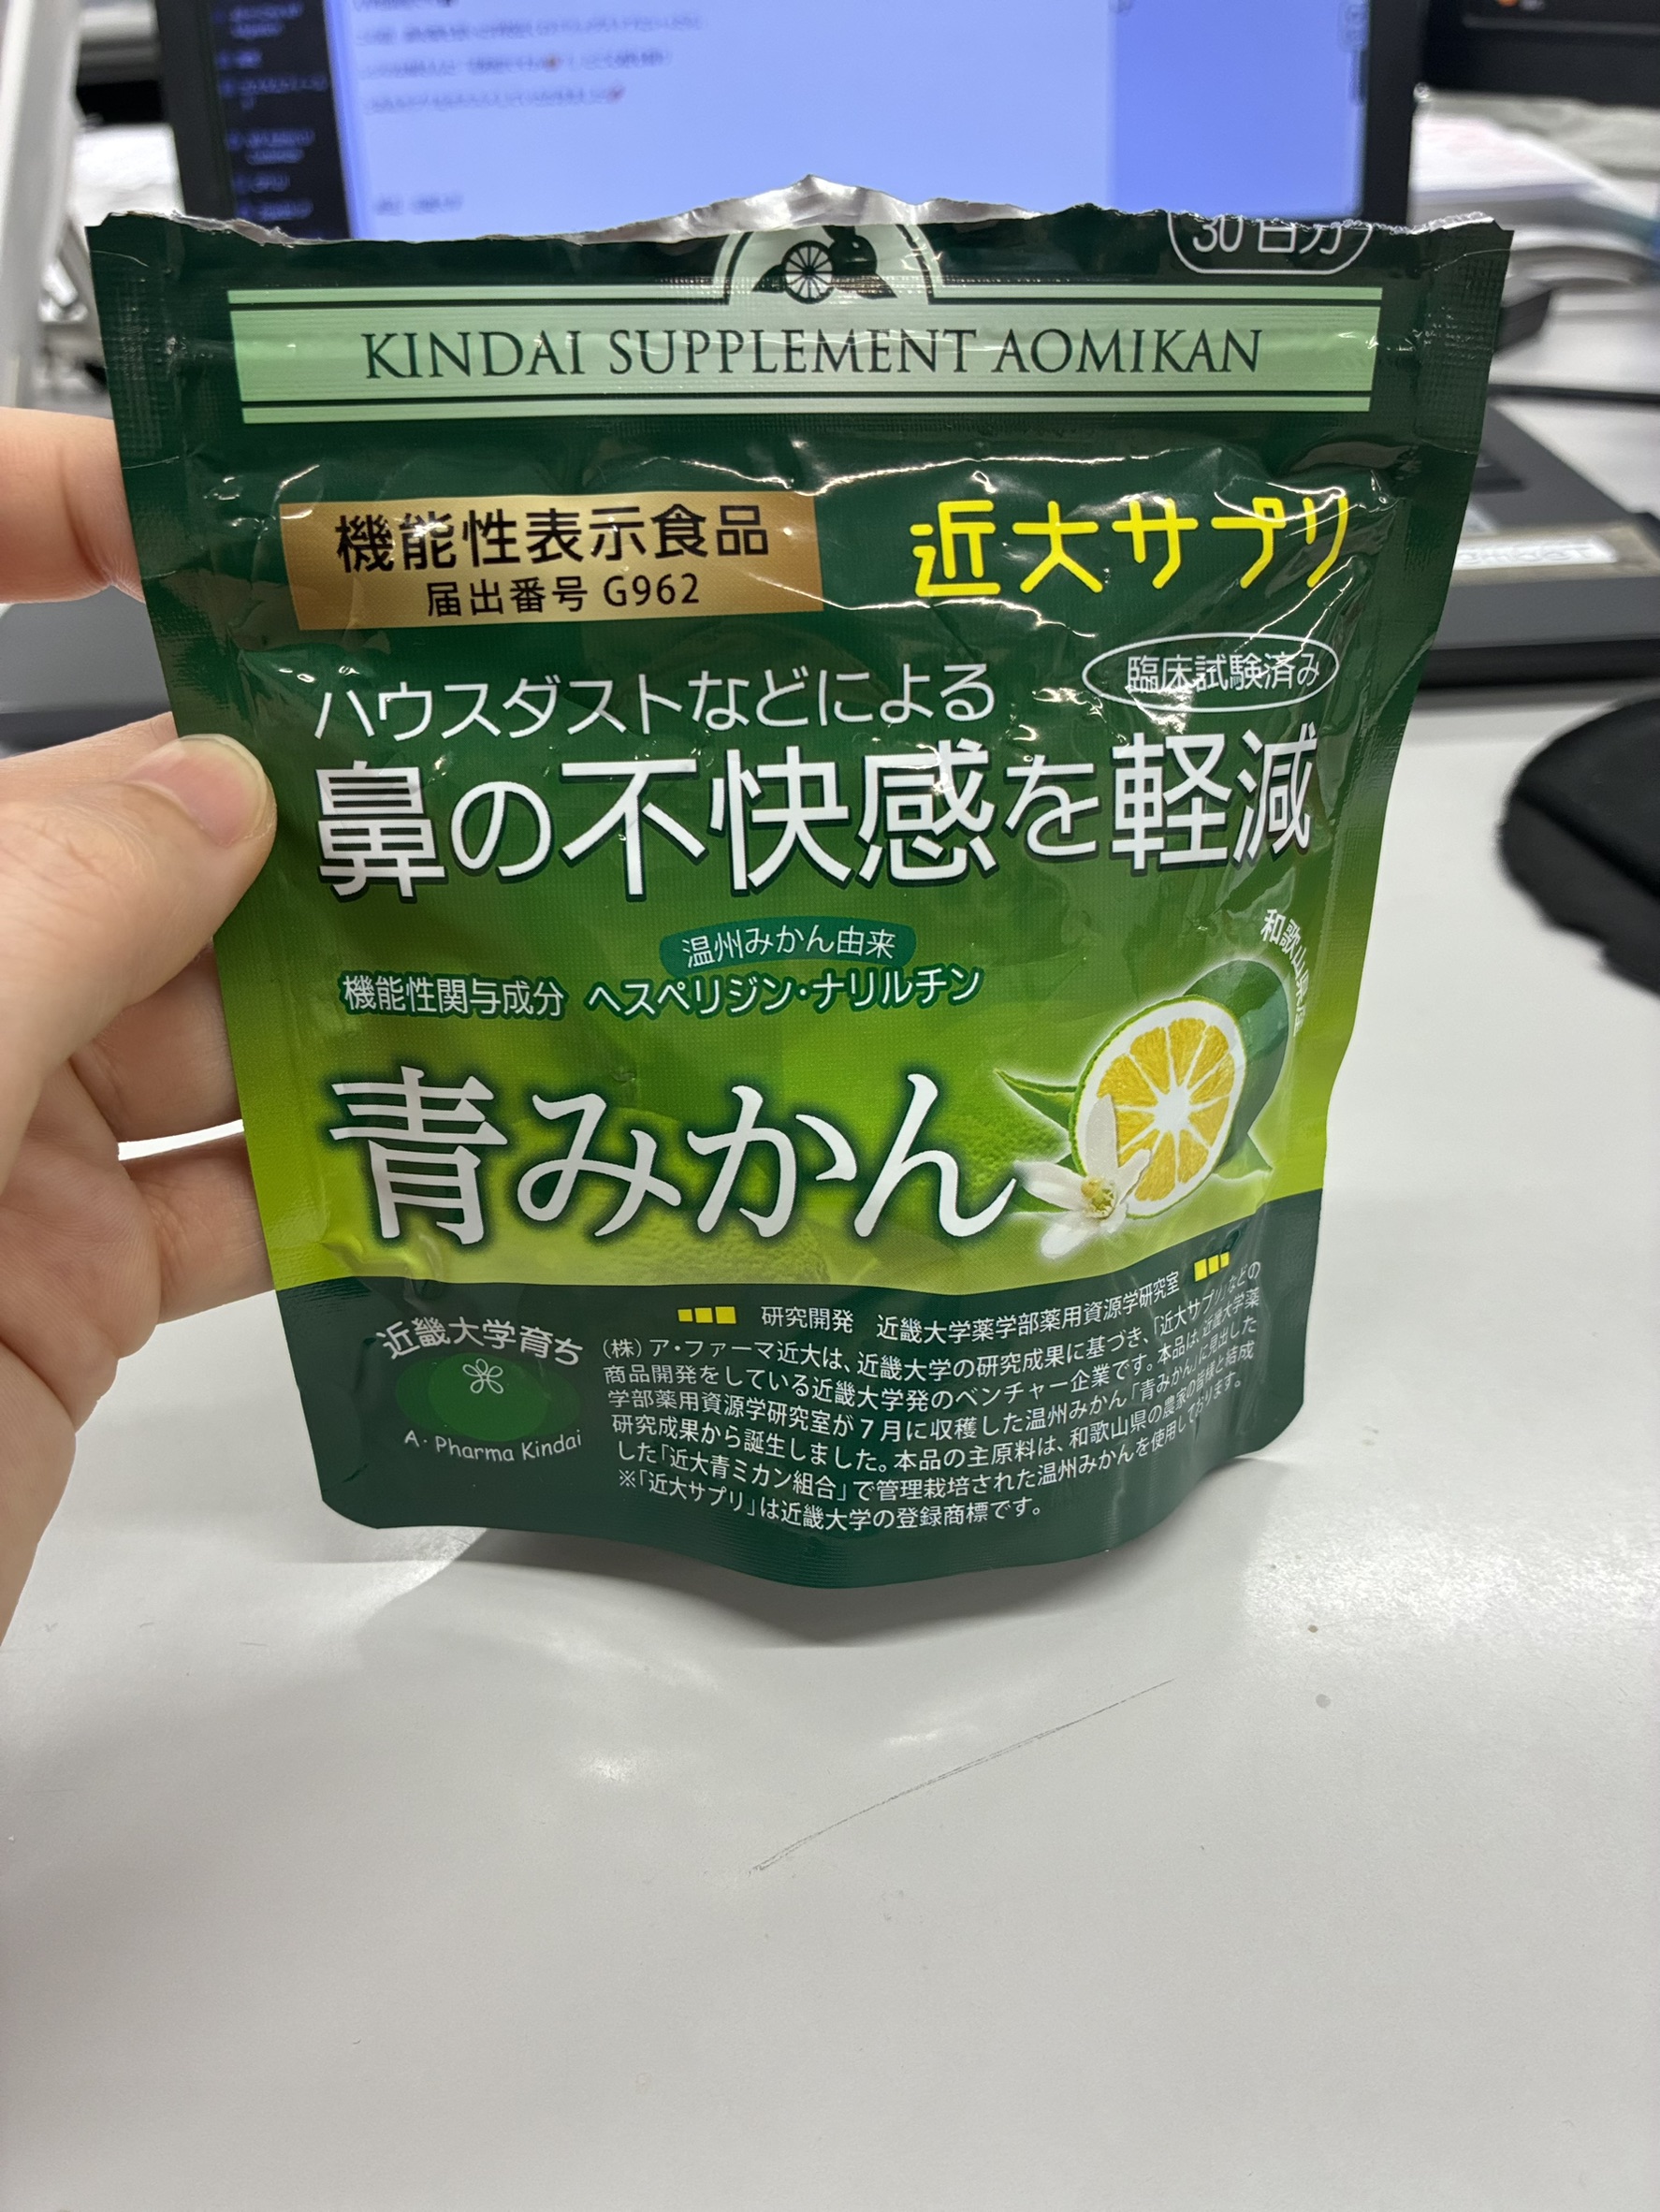 30日分
KINDAI SUPPLEMENT AOMIKAN
機能性表示食品
届出番号 G962
近大サプリ
臨床試験済み
ハウスダストなどによる
鼻の不快感を軽減
温州みかん由来
機能性関与成分 ヘスペリジン・ナリルチン
和歌山県産
青みかん
近畿大学育ち
A・Pharma Kindai
研究開発 近畿大学薬学部薬用資源学研究室
(株)ア・ファーマ近大は、近畿大学の研究成果に基づき、「近大サプリ」などの
商品開発をしている近畿大学発のベンチャー企業です。本品は、近畿大学薬
学部薬用資源学研究室が7月に収穫した温州みかん「青みかん」に見出した
研究成果から誕生しました。本品の主原料は、和歌山県の農家の皆様と結成
した「近大青ミカン組合」で管理栽培された温州みかんを使用しております。
※「近大サプリ」は近畿大学の登録商標です。